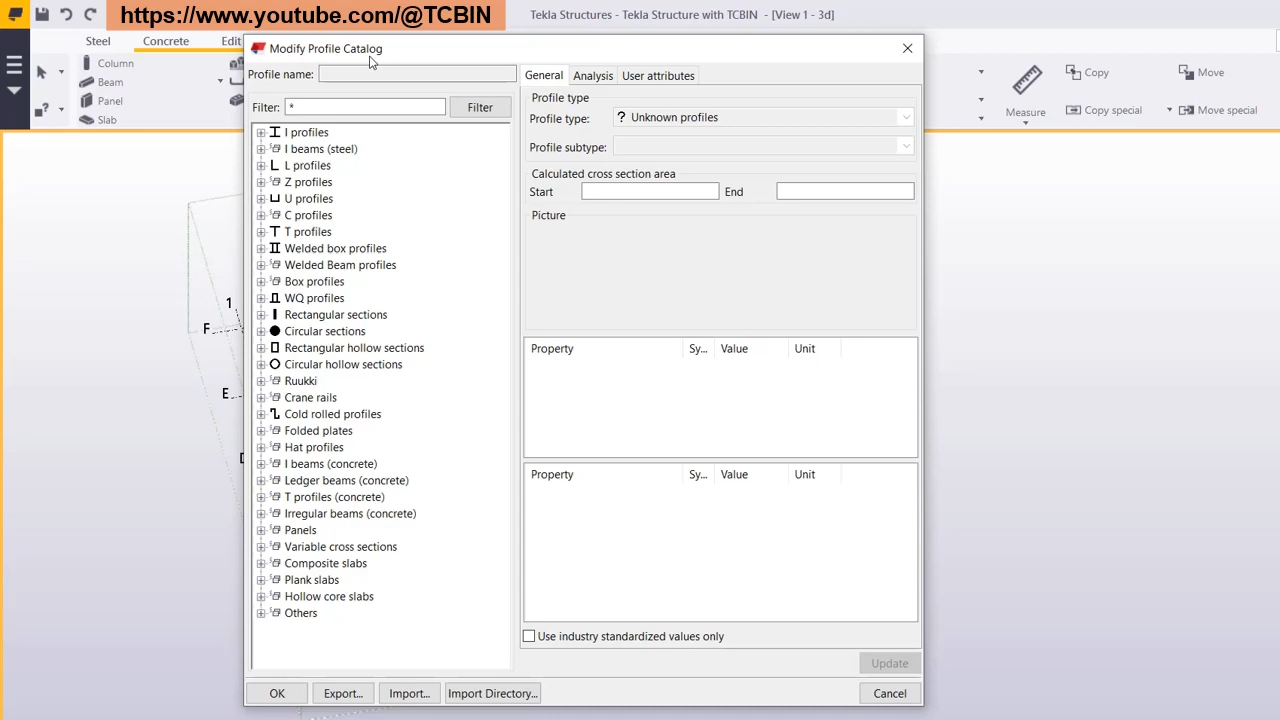 https://www.youtube.com/@TCBIN
Tekla Structures - Tekla Structure with TCBIN - [View 1 - 3d]
Steel
Concrete
Edit
Column
Beam
Panel
Slab
Measure
Copy
Move
Copy special
Move special
Modify Profile Catalog
Profile name:
Filter: *
Filter
I profiles
I beams (steel)
L profiles
Z profiles
U profiles
C profiles
T profiles
Welded box profiles
Welded Beam profiles
Box profiles
WQ profiles
Rectangular sections
Circular sections
Rectangular hollow sections
Circular hollow sections
Ruukki
Crane rails
Cold rolled profiles
Folded plates
Hat profiles
I beams (concrete)
Ledger beams (concrete)
T profiles (concrete)
Irregular beams (concrete)
Panels
Variable cross sections
Composite slabs
Plank slabs
Hollow core slabs
Others
General
Analysis
User attributes
Profile type
Profile type: ? Unknown profiles
Profile subtype:
Calculated cross section area
Start
End
Picture
Property Sy... Value Unit
Property Sy... Value Unit
Use industry standardized values only
Update
OK
Export...
Import...
Import Directory...
Cancel
1
F
E